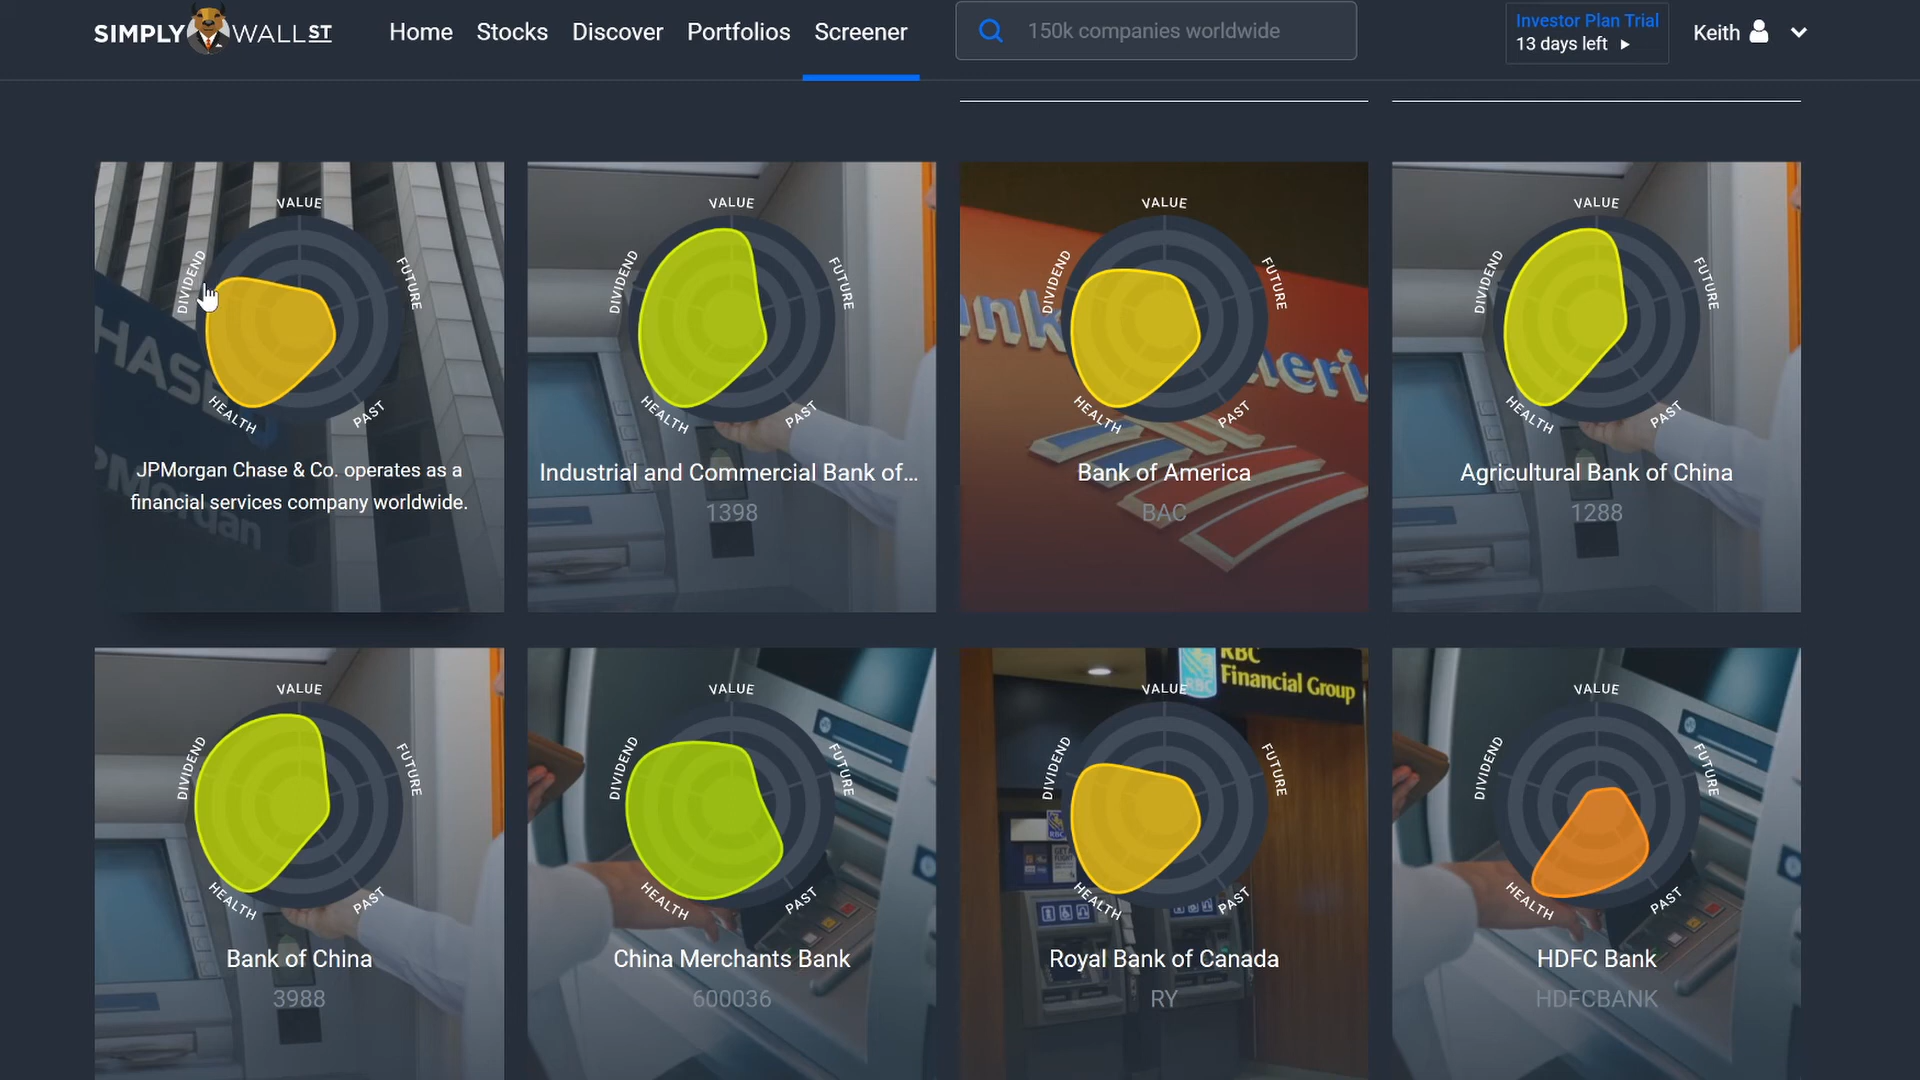 SIMPLY WALL ST
Home Stocks Discover Portfolios Screener
150k companies worldwide
Investor Plan Trial
13 days left
Keith
VALUE
DIVIDEND
FUTURE
HEALTH
PAST
JPMorgan Chase & Co. operates as a
financial services company worldwide.
VALUE
DIVIDEND
FUTURE
HEALTH
PAST
Industrial and Commercial Bank of...
1398
VALUE
DIVIDEND
FUTURE
HEALTH
PAST
Bank of America
BAC
VALUE
DIVIDEND
FUTURE
HEALTH
PAST
Agricultural Bank of China
1288
VALUE
DIVIDEND
FUTURE
HEALTH
PAST
Bank of China
3988
VALUE
DIVIDEND
FUTURE
HEALTH
PAST
China Merchants Bank
600036
RBC
Financial Group
VALUE
DIVIDEND
FUTURE
HEALTH
PAST
Royal Bank of Canada
RY
VALUE
DIVIDEND
FUTURE
HEALTH
PAST
HDFC Bank
HDFCBANK